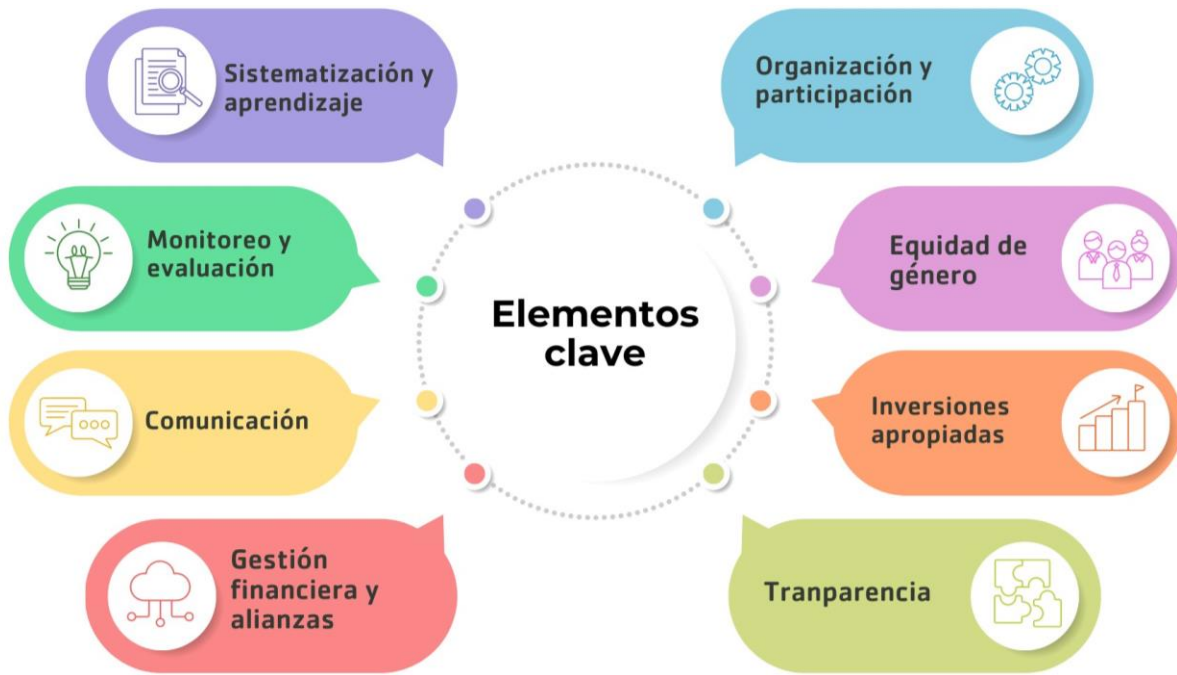 Sistematización y
aprendizaje
Organización y
participación
Monitoreo y
evaluación
Equidad de
género
Elementos
clave
Comunicación
Inversiones
apropiadas
Gestión
financiera y
alianzas
Tranparencia